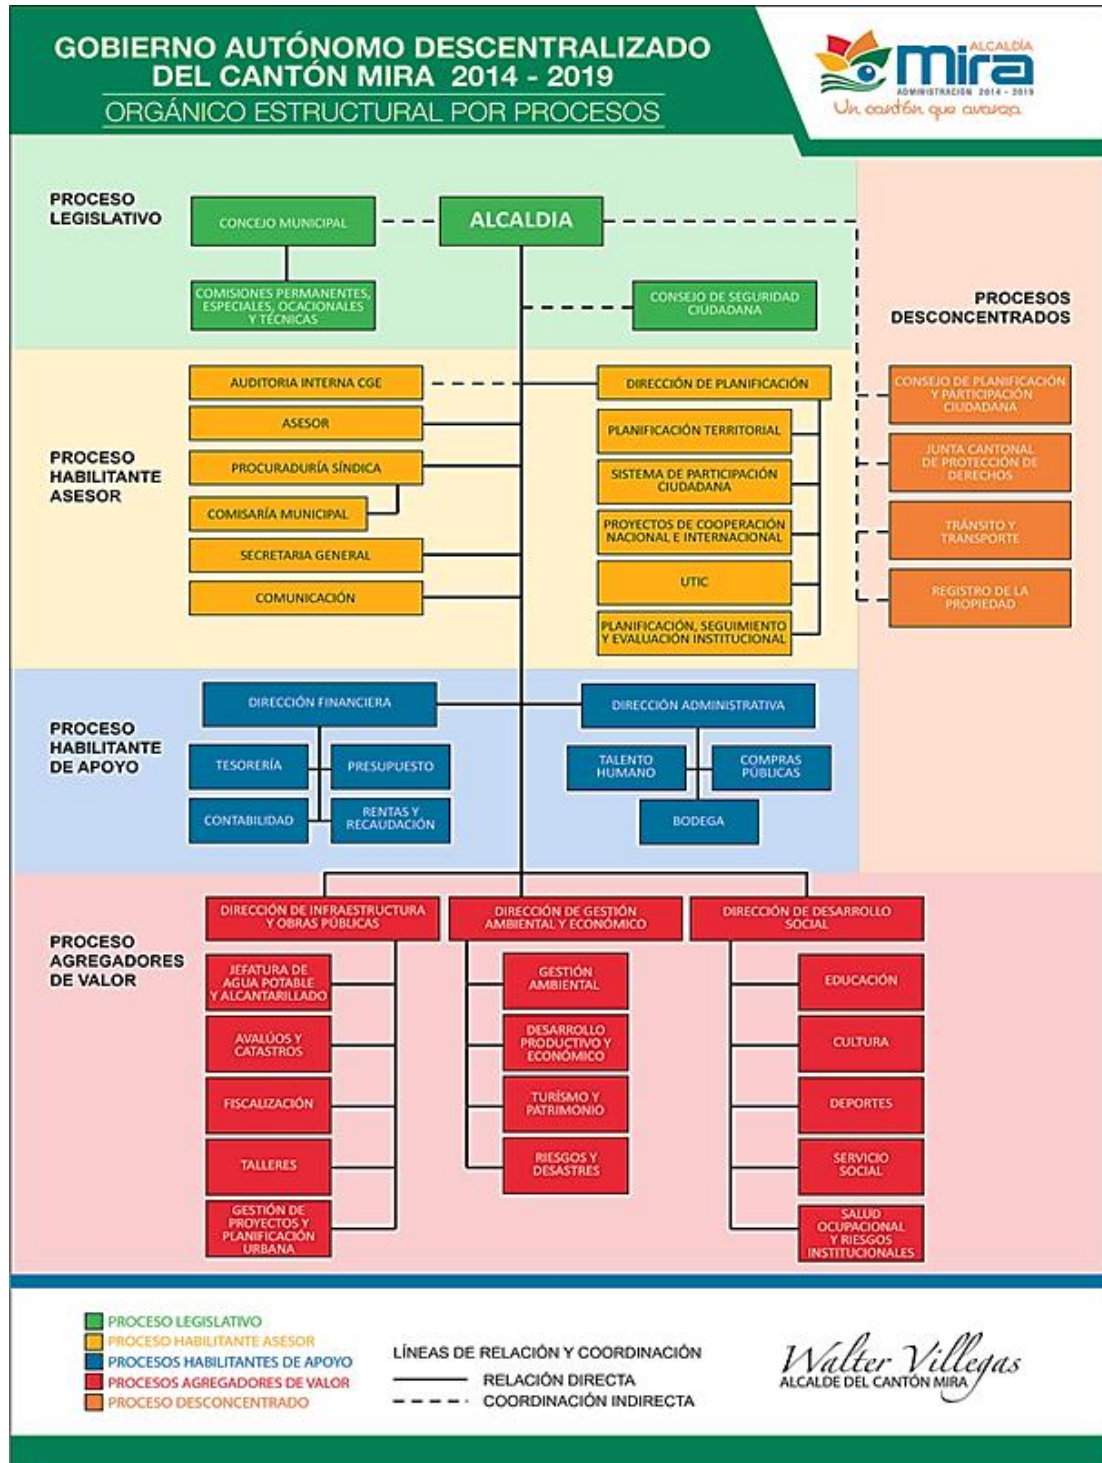 GOBIERNO AUTÓNOMO DESCENTRALIZADO
DEL CANTÓN MIRA 2014 - 2019
ORGÁNICO ESTRUCTURAL POR PROCESOS
ALCALDÍA
mira
ADMINISTRACIÓN 2014 - 2019
Un cantón que avanza
PROCESO
LEGISLATIVO
CONCEJO MUNICIPAL
ALCALDIA
COMISIONES PERMANENTES,
ESPECIALES, OCACIONALES
Y TÉCNICAS
CONSEJO DE SEGURIDAD
CIUDADANA
PROCESOS
DESCONCENTRADOS
CONSEJO DE PLANIFICACIÓN
Y PARTICIPACIÓN
CIUDADANA
JUNTA CANTONAL
DE PROTECCIÓN DE
DERECHOS
TRÁNSITO Y
TRANSPORTE
REGISTRO DE LA
PROPIEDAD
PROCESO
HABILITANTE
ASESOR
AUDITORIA INTERNA CGE
ASESOR
PROCURADURÍA SÍNDICA
COMISARÍA MUNICIPAL
SECRETARIA GENERAL
COMUNICACIÓN
DIRECCIÓN DE PLANIFICACIÓN
PLANIFICACIÓN TERRITORIAL
SISTEMA DE PARTICIPACIÓN
CIUDADANA
PROYECTOS DE COOPERACIÓN
NACIONAL E INTERNACIONAL
UTIC
PLANIFICACIÓN, SEGUIMIENTO
Y EVALUACIÓN INSTITUCIONAL
PROCESO
HABILITANTE
DE APOYO
DIRECCIÓN FINANCIERA
TESORERÍA
PRESUPUESTO
CONTABILIDAD
RENTAS Y
RECAUDACIÓN
DIRECCIÓN ADMINISTRATIVA
TALENTO
HUMANO
COMPRAS
PÚBLICAS
BODEGA
PROCESO
AGREGADORES
DE VALOR
DIRECCIÓN DE INFRAESTRUCTURA
Y OBRAS PÚBLICAS
JEFATURA DE
AGUA POTABLE
Y ALCANTARILLADO
AVALÚOS Y
CATASTROS
FISCALIZACIÓN
TALLERES
GESTIÓN DE
PROYECTOS Y
PLANIFICACIÓN
URBANA
DIRECCIÓN DE GESTIÓN
AMBIENTAL Y ECONÓMICO
GESTIÓN
AMBIENTAL
DESARROLLO
PRODUCTIVO Y
ECONÓMICO
TURÍSMO Y
PATRIMONIO
RIESGOS Y
DESASTRES
DIRECCIÓN DE DESARROLLO
SOCIAL
EDUCACIÓN
CULTURA
DEPORTES
SERVICIO
SOCIAL
SALUD
OCUPACIONAL
Y RIESGOS
INSTITUCIONALES
PROCESO LEGISLATIVO
PROCESO HABILITANTE ASESOR
PROCESOS HABILITANTES DE APOYO
PROCESOS AGREGADORES DE VALOR
PROCESO DESCONCENTRADO
LÍNEAS DE RELACIÓN Y COORDINACIÓN
RELACIÓN DIRECTA
COORDINACIÓN INDIRECTA
Walter Villegas
ALCALDE DEL CANTÓN MIRA